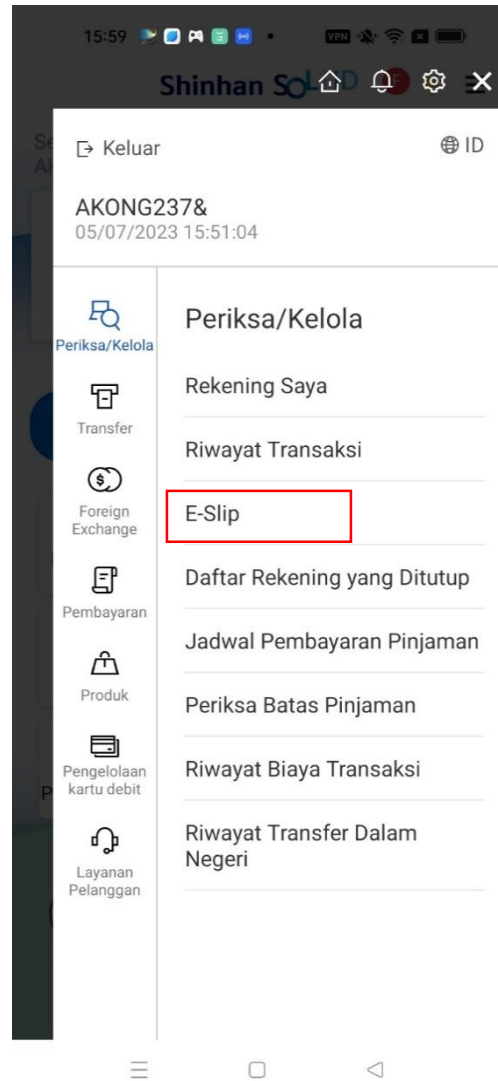 15:59
VPN
Shinhan SOL
Keluar
ID
AKONG237&
05/07/2023 15:51:04
Periksa/Kelola
Transfer
Foreign
Exchange
Pembayaran
Produk
Pengelolaan
kartu debit
Layanan
Pelanggan
Periksa/Kelola
Rekening Saya
Riwayat Transaksi
E-Slip
Daftar Rekening yang Ditutup
Jadwal Pembayaran Pinjaman
Periksa Batas Pinjaman
Riwayat Biaya Transaksi
Riwayat Transfer Dalam
Negeri